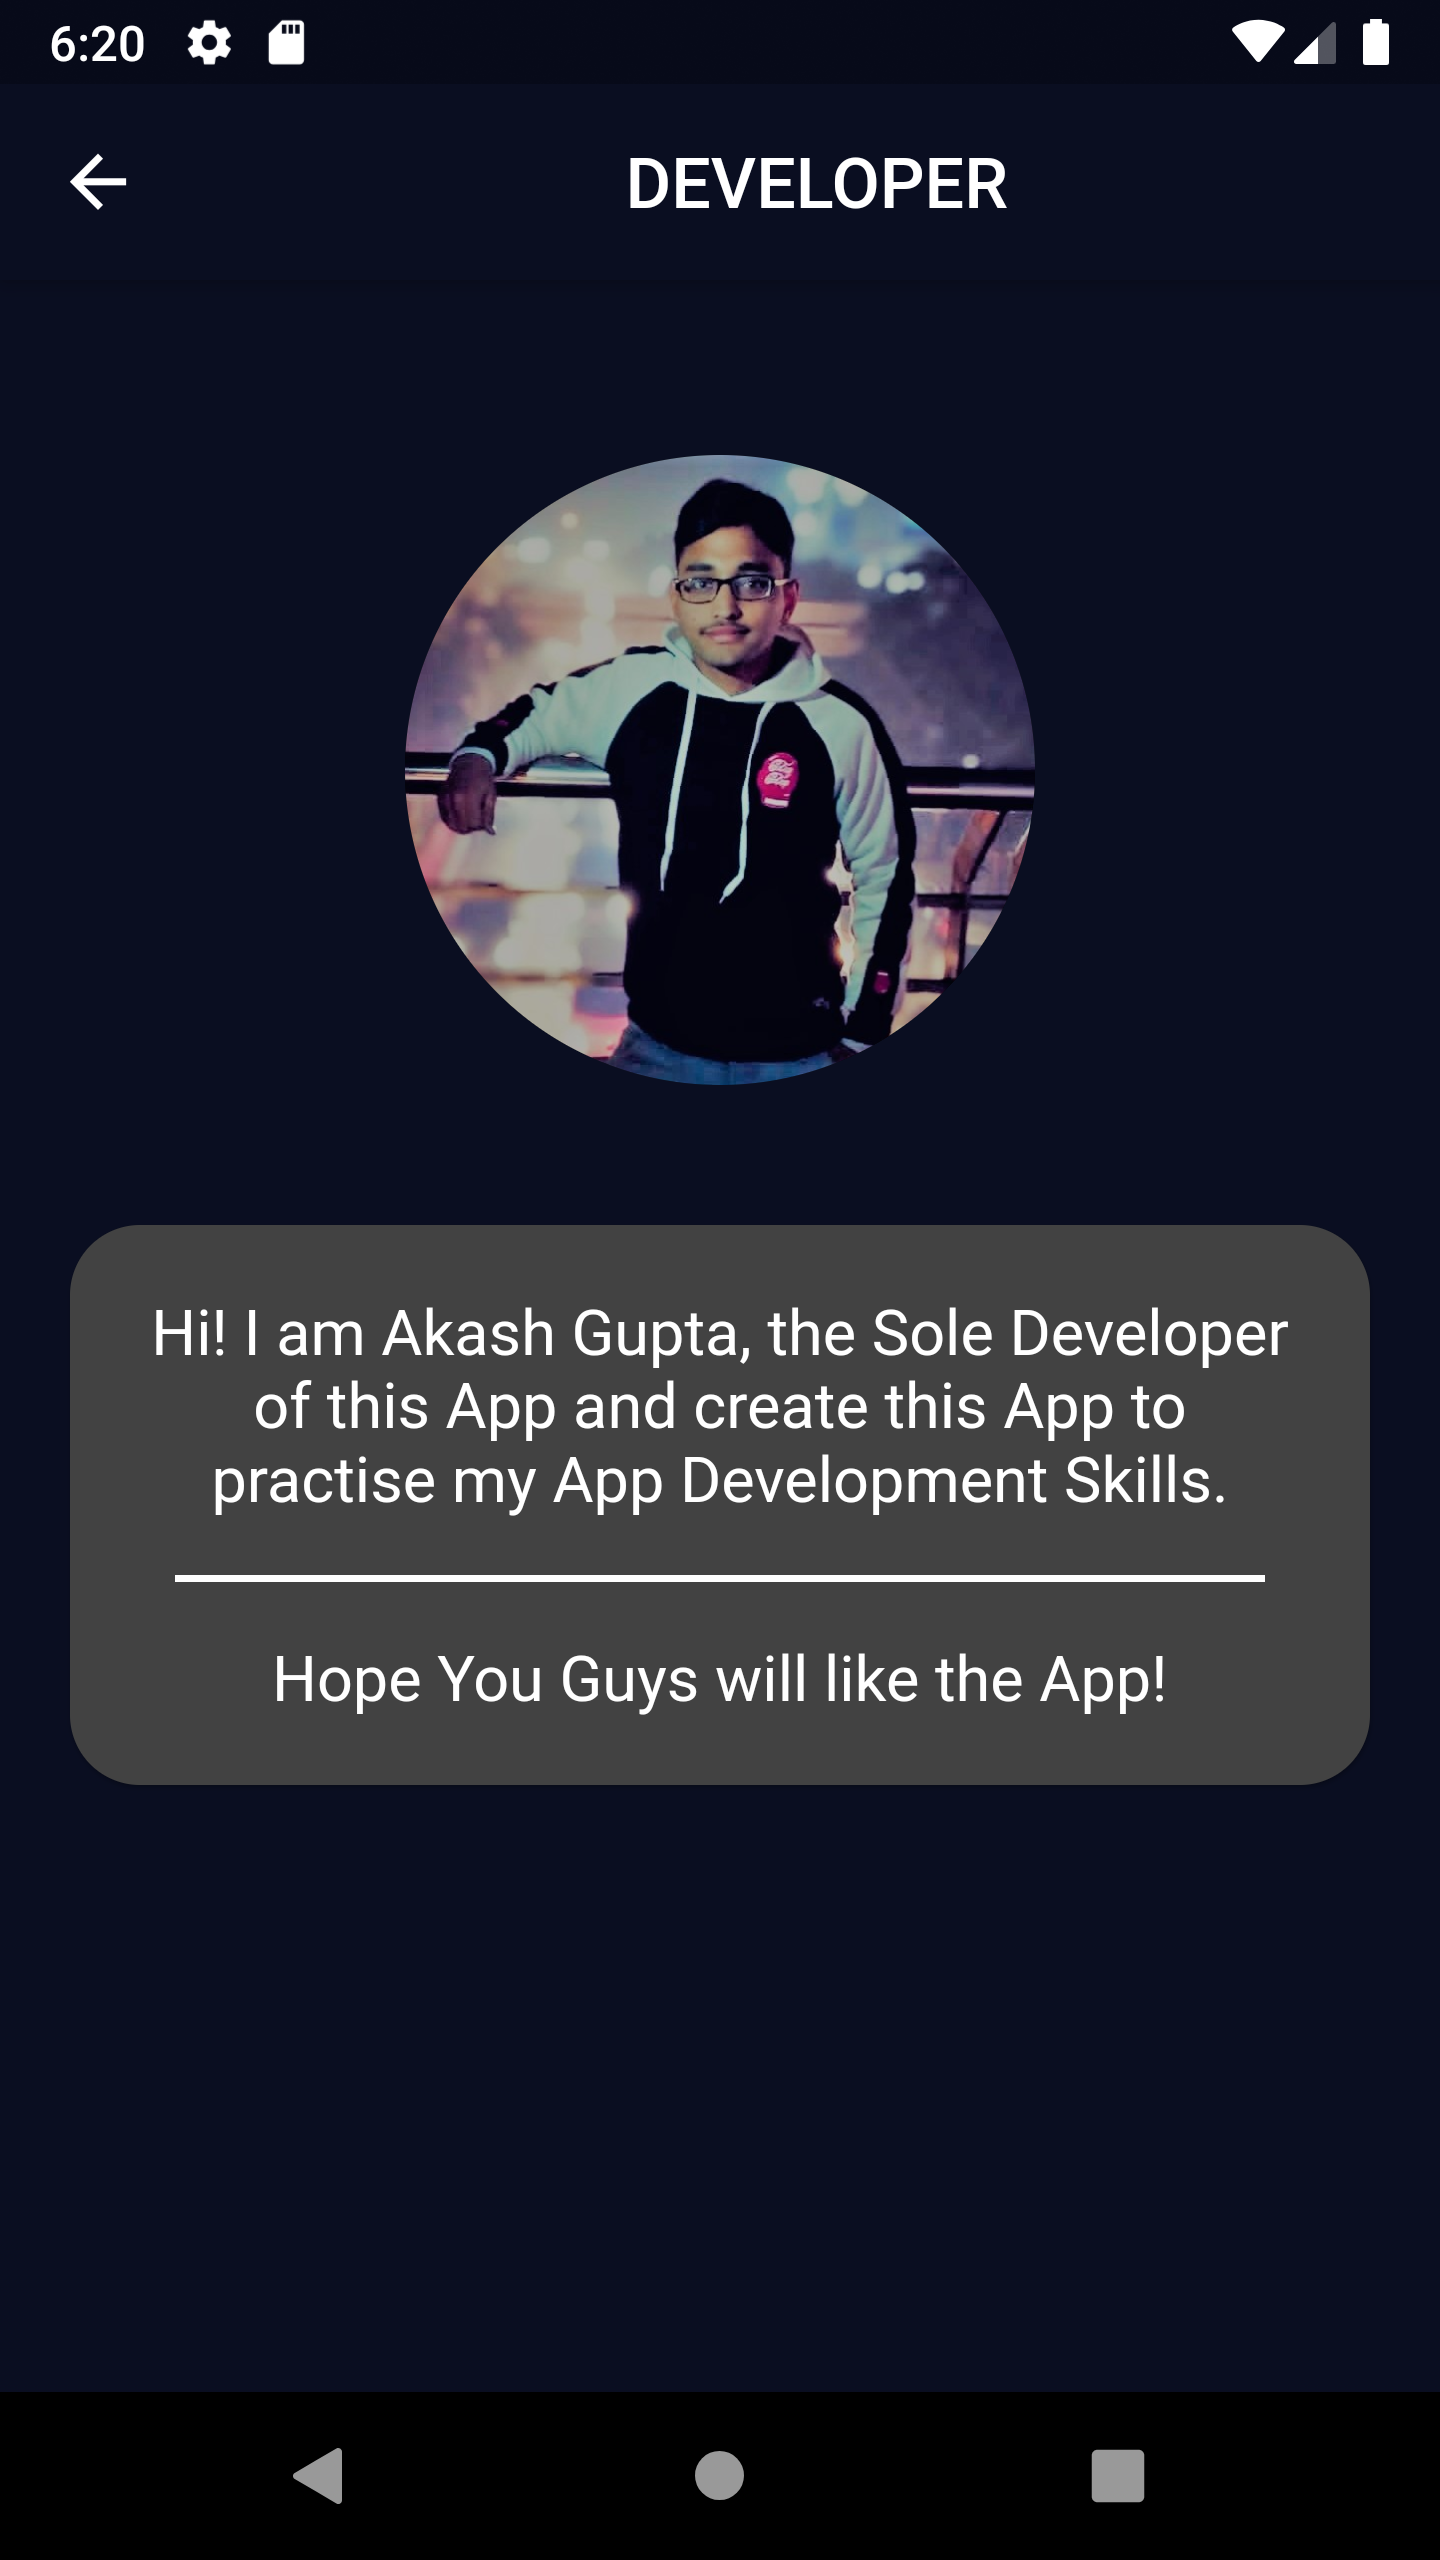 6:20
DEVELOPER
Hi! I am Akash Gupta, the Sole Developer
of this App and create this App to
practise my App Development Skills.
Hope You Guys will like the App!